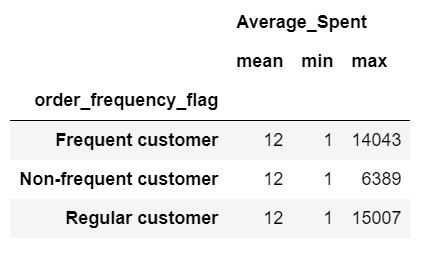 Average_Spent
mean min max
order_frequency_flag
Frequent customer 12 1 14043
Non-frequent customer 12 1 6389
Regular customer 12 1 15007